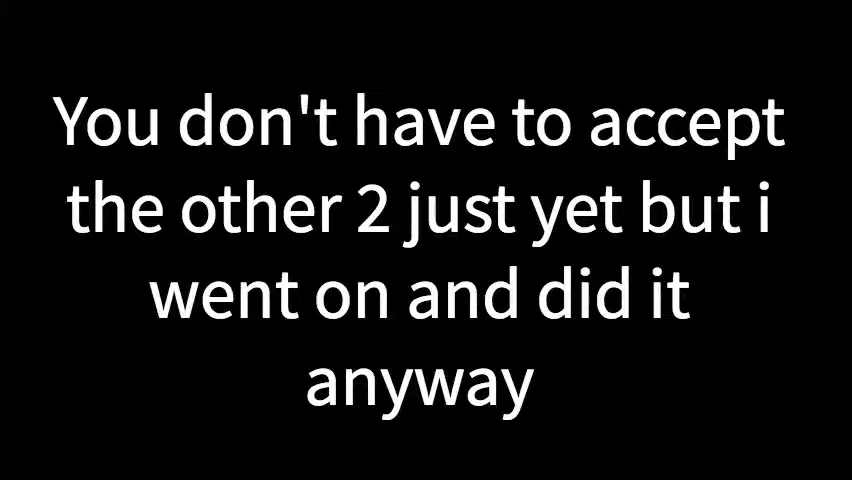 You don't have to accept
the other 2 just yet but i
went on and did it
anyway